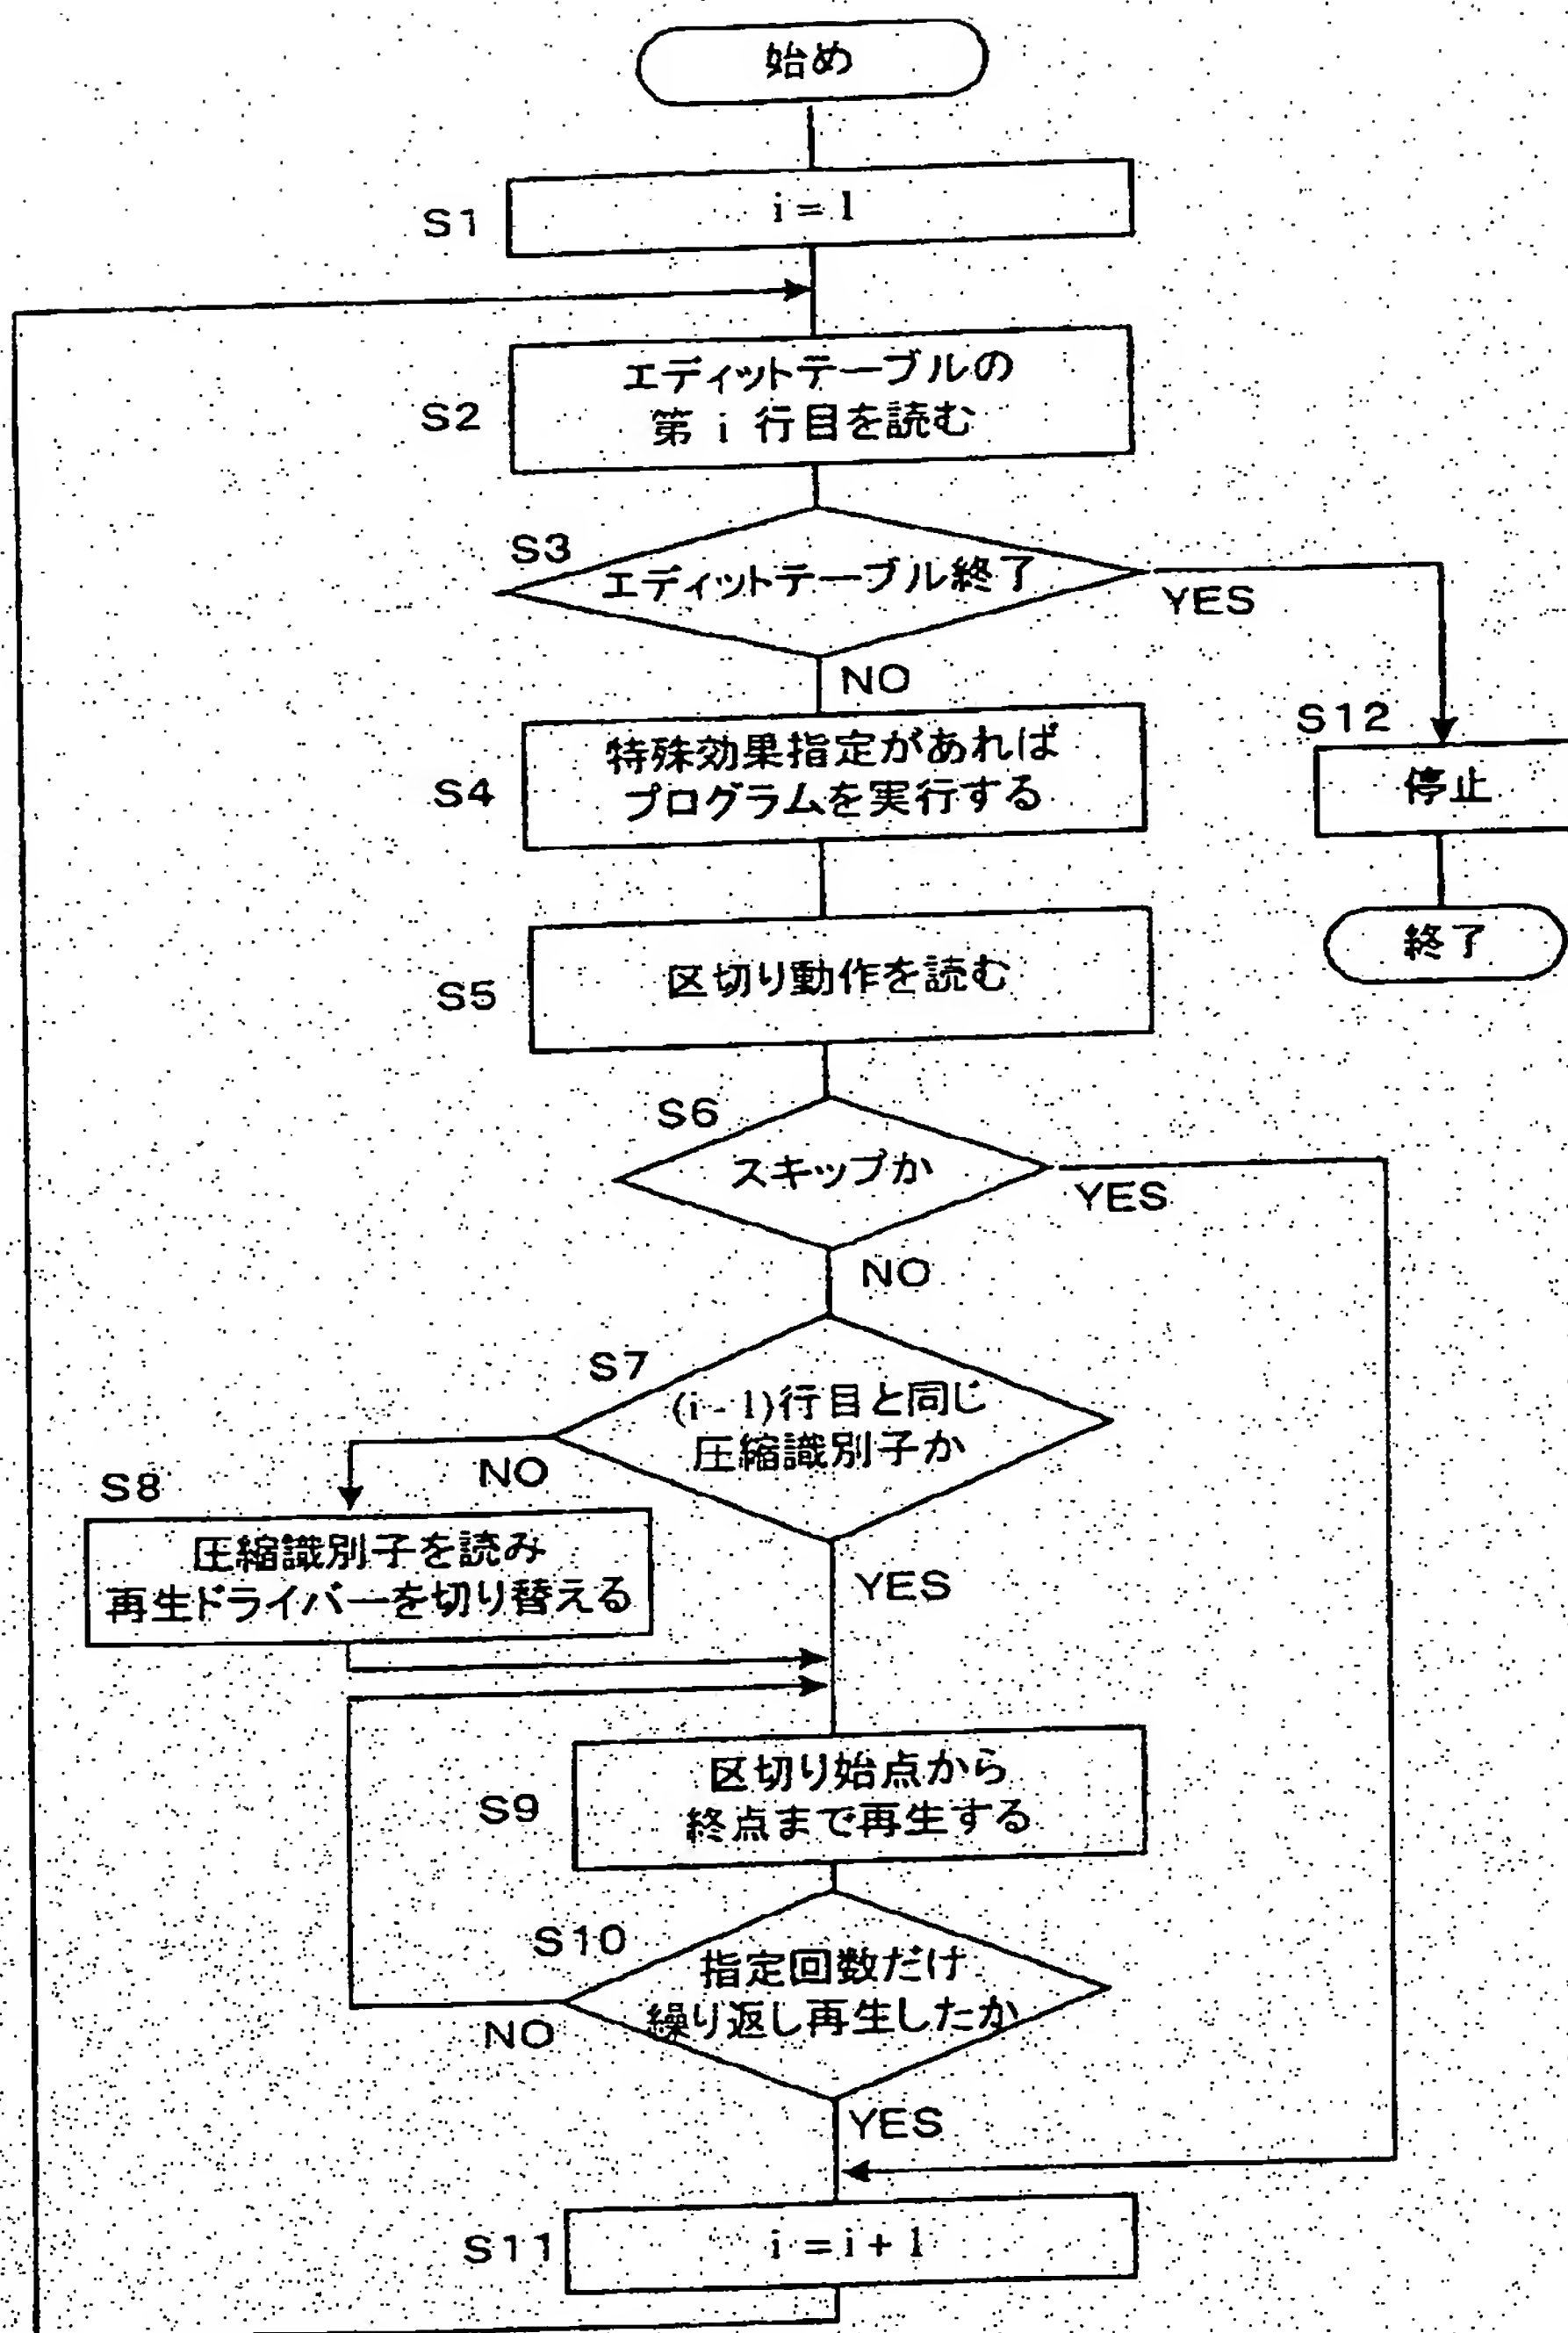 始め
S1
i = 1
エディットテーブルの
S2
第 i 行目を読む
S3
エディットテーブル終了
YES
NO
S12
特殊効果指定があれば
S4
プログラムを実行する
停止
終了
区切り動作を読む
S5
S6
スキップか
YES
NO
S7
(i - 1)行目と同じ
圧縮識別子か
NO
S8
圧縮識別子を読み
再生ドライバーを切り替える
YES
区切り始点から
S9
終点まで再生する
S10
指定回数だけ
繰り返し再生したか
NO
YES
S11
i = i + 1